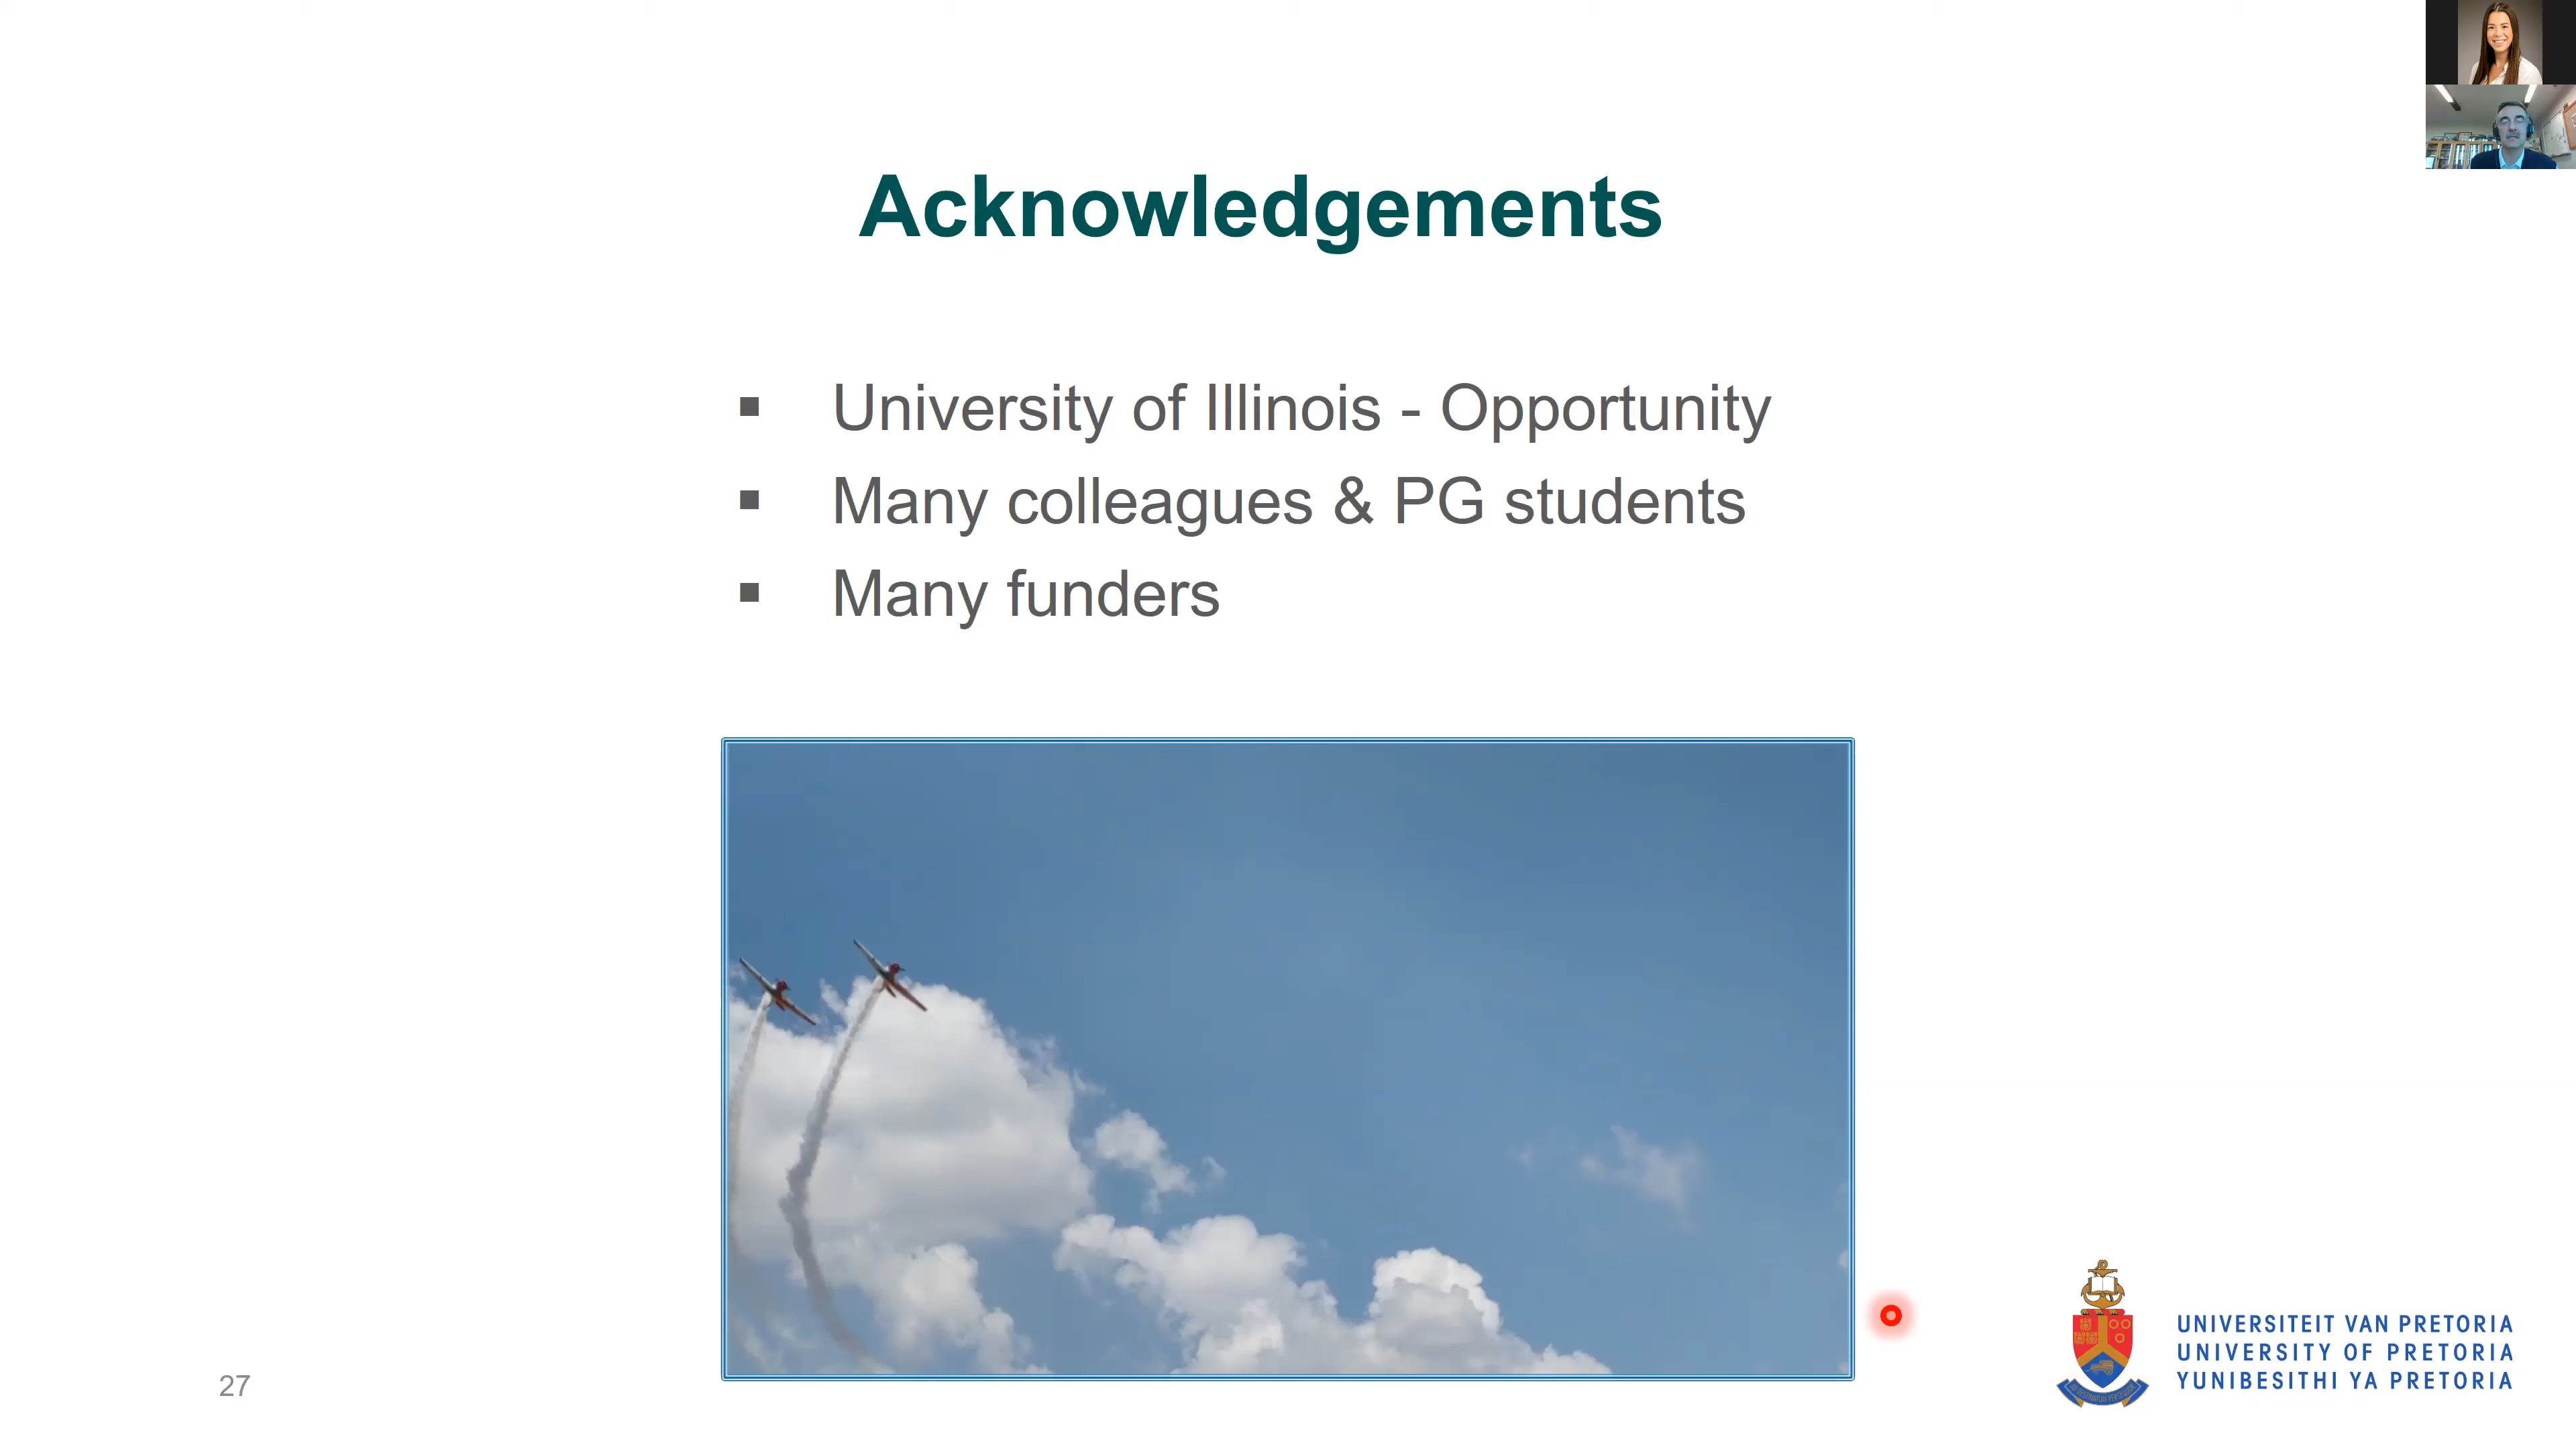 Acknowledgements
University of Illinois - Opportunity
Many colleagues & PG students
Many funders
27
UNIVERSITEIT VAN PRETORIA
UNIVERSITY OF PRETORIA
YUNIBESITHI YA PRETORIA